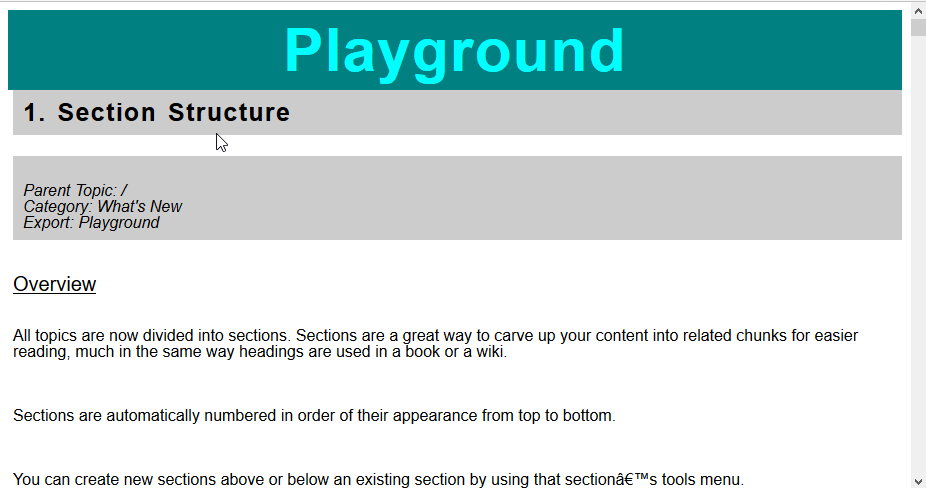 Playground
1. Section Structure
Parent Topic: /
Category: What's New
Export: Playground
Overview
All topics are now divided into sections. Sections are a great way to carve up your content into related chunks for easier
reading, much in the same way headings are used in a book or a wiki.
Sections are automatically numbered in order of their appearance from top to bottom.
You can create new sections above or below an existing section by using that sectionâ€™s tools menu.